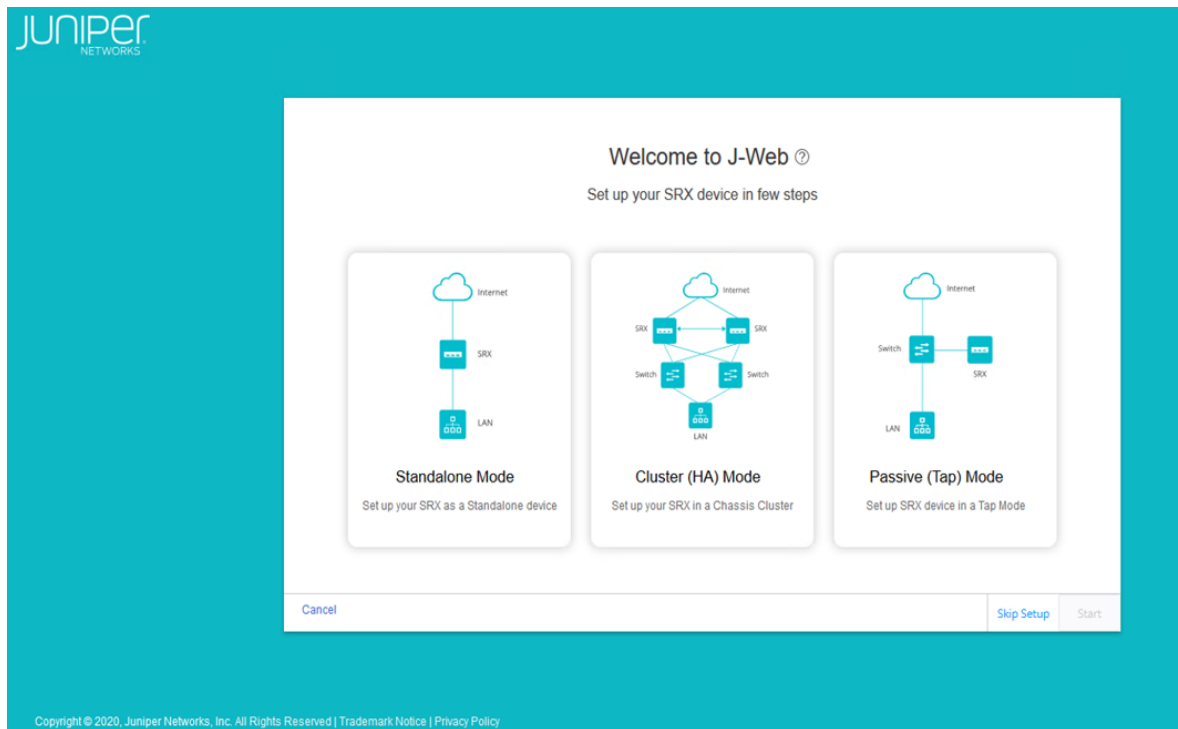 JUNIPEr
NETWORKS
Welcome to J-Web ?
Set up your SRX device in few steps
Internet
SRX
LAN
Standalone Mode
Set up your SRX as a Standalone device
Internet
SRX
SRX
Switch
Switch
LAN
Cluster (HA) Mode
Set up your SRX in a Chassis Cluster
Internet
Switch
SRX
LAN
Passive (Tap) Mode
Set up SRX device in a Tap Mode
Cancel
Skip Setup
Start
Copyright © 2020, Juniper Networks, Inc. All Rights Reserved | Trademark Notice | Privacy Policy